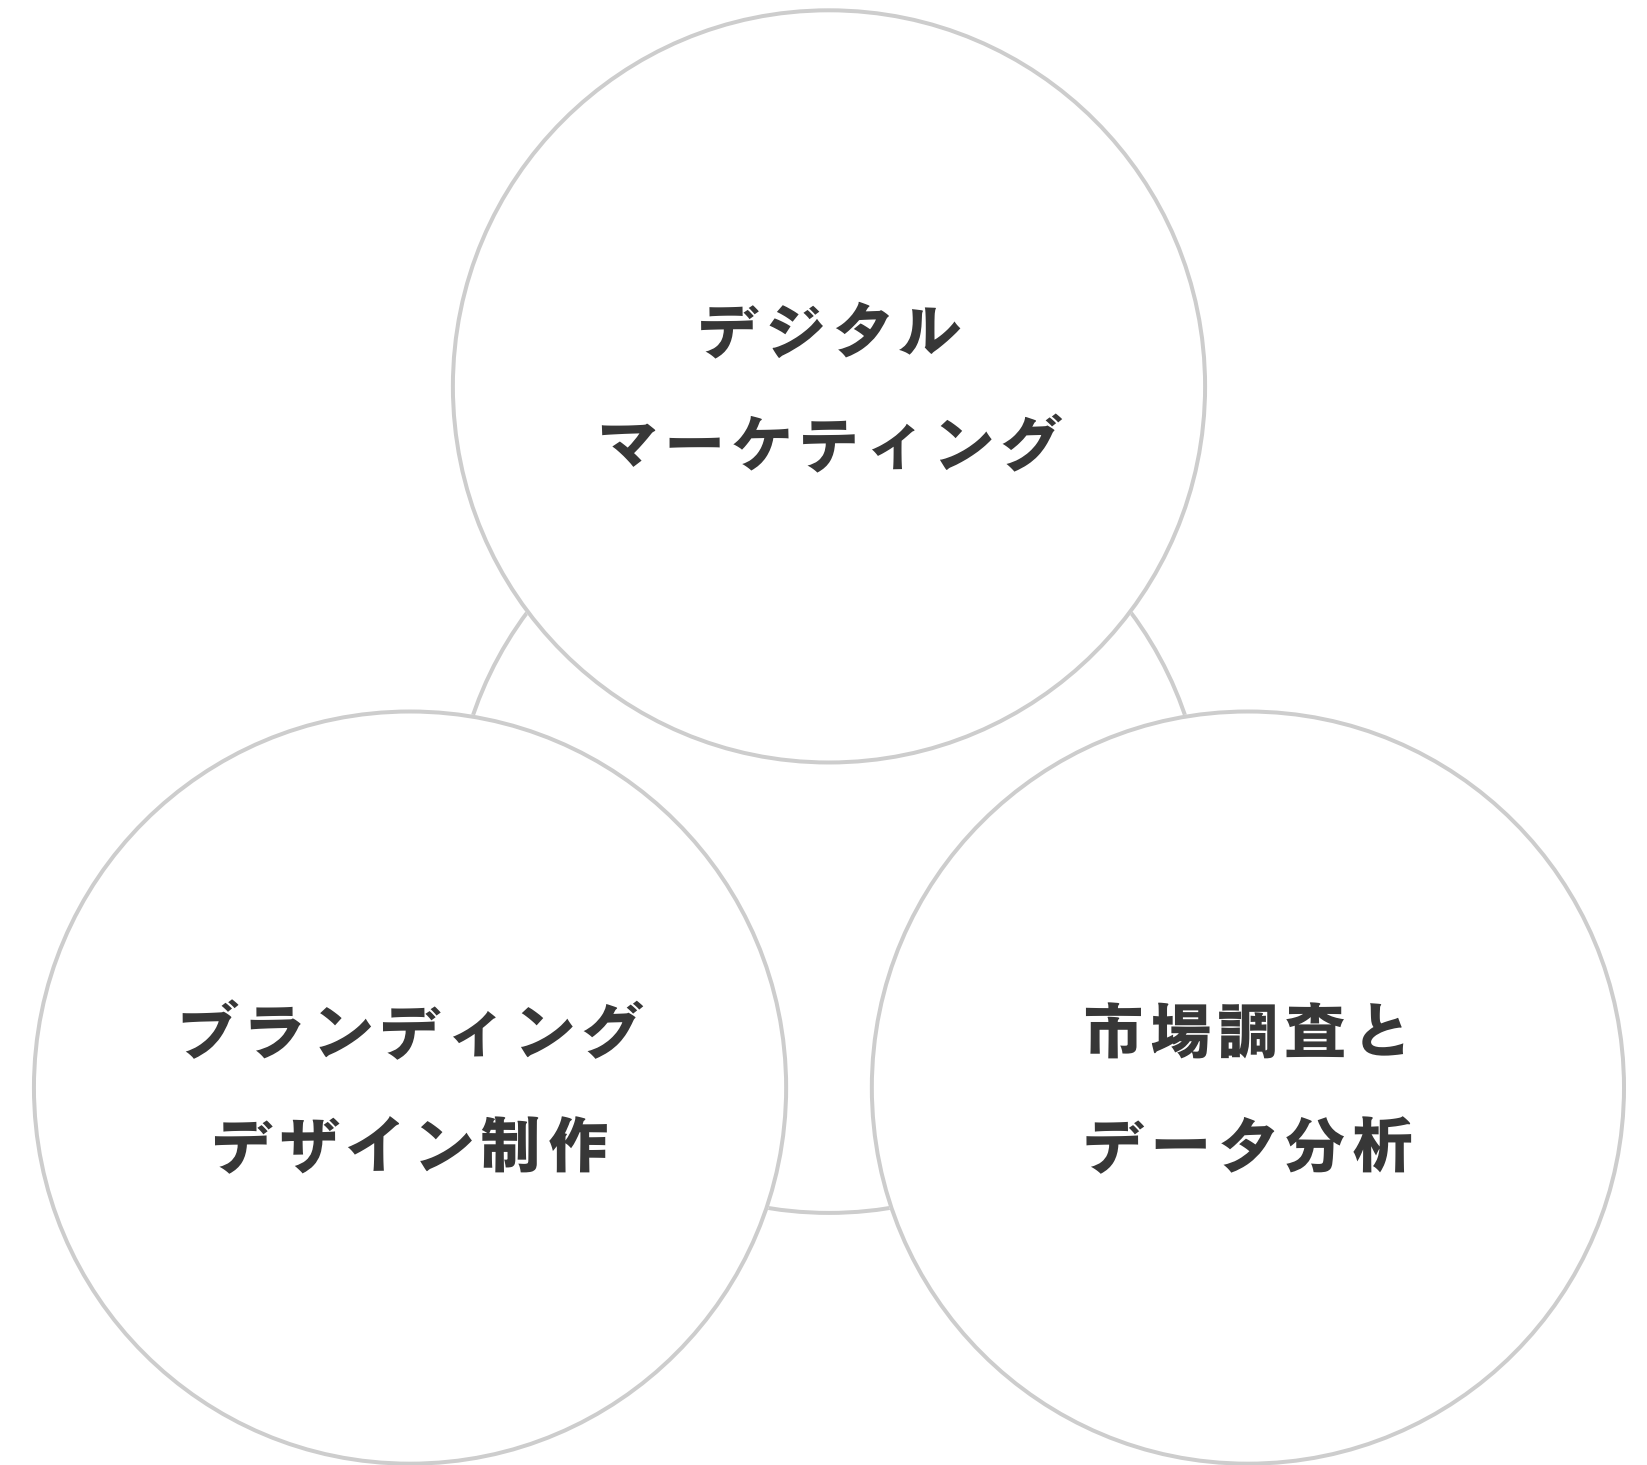 デジタル
マーケティング
ブランディング
デザイン制作
市場調査と
データ分析